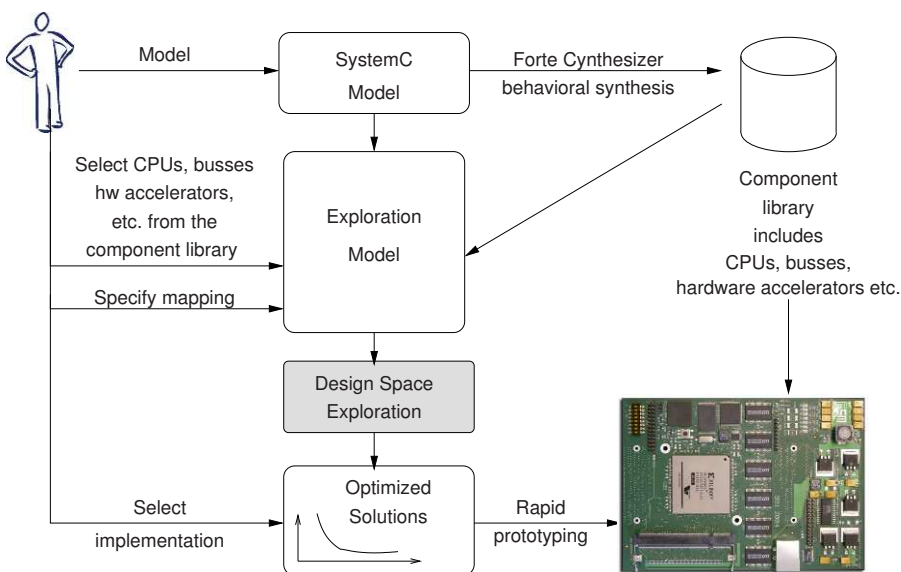 Model
SystemC
Model
Forte Cynthesizer
behavioral synthesis
Select CPUs, busses
hw accelerators,
etc. from the
component library
Exploration
Model
Component
library
includes
CPUs, busses,
hardware accelerators etc.
Specify mapping
Design Space
Exploration
Select
implementation
Optimized
Solutions
Rapid
prototyping
XILINX